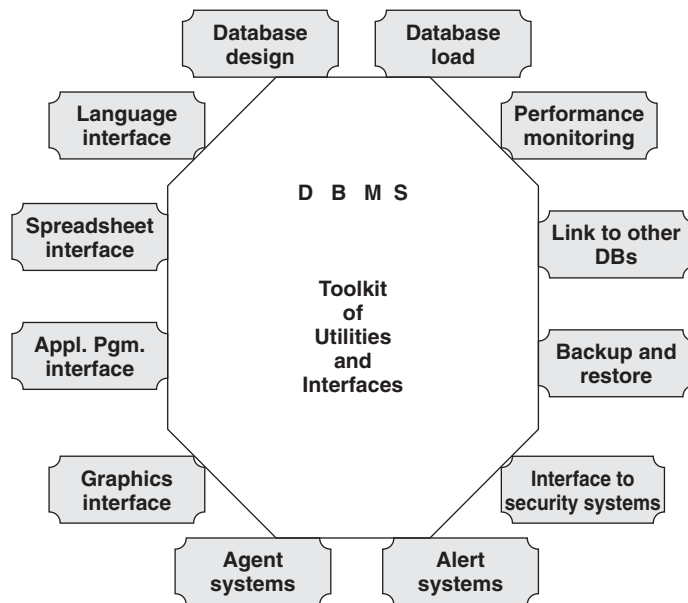 Database
design
Database
load
Language
interface
Performance
monitoring
D B M S
Spreadsheet
interface
Link to other
DBs
Toolkit
of
Utilities
and
Interfaces
Appl. Pgm.
interface
Backup and
restore
Graphics
interface
Interface to
security systems
Agent
systems
Alert
systems